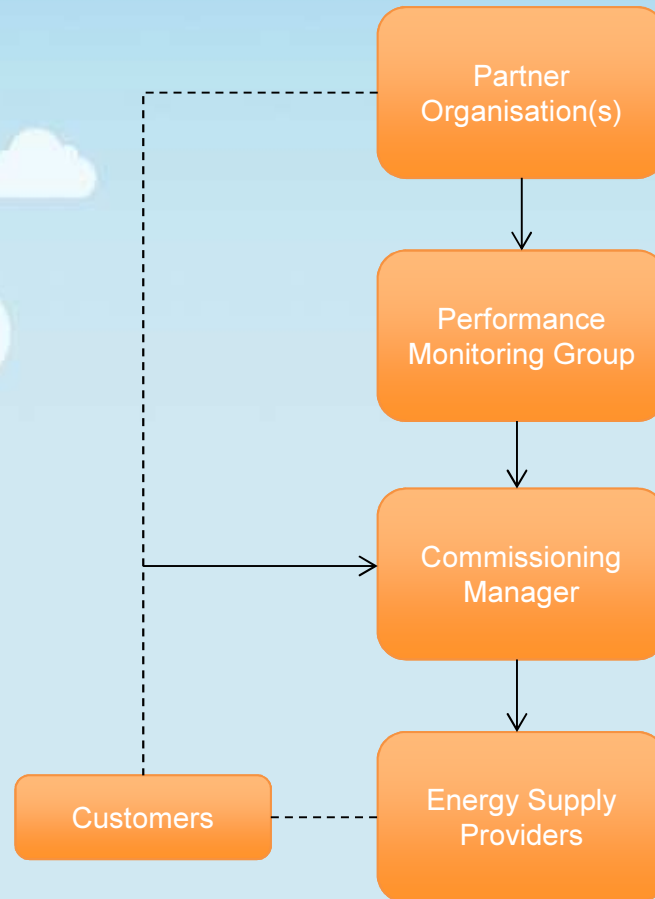 Partner
Organisation(s)
Performance
Monitoring Group
Commissioning
Manager
Customers
Energy Supply
Providers